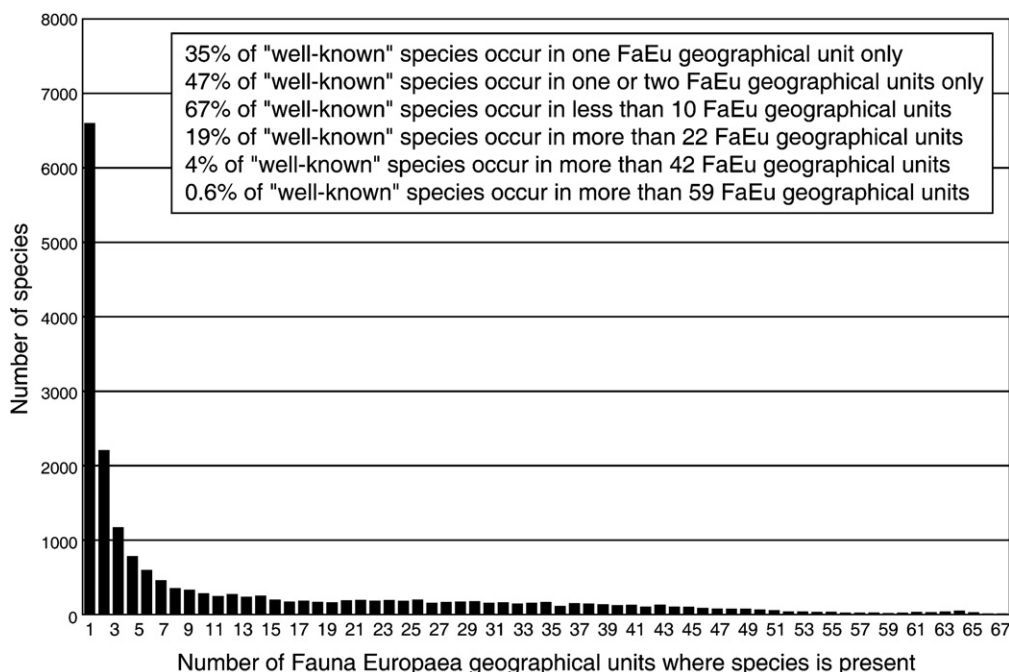 8000
35% of "well-known" species occur in one FaEu geographical unit only
47% of "well-known" species occur in one or two FaEu geographical units only
7000
67% of "well-known" species occur in less than 10 FaEu geographical units
19% of "well-known" species occur in more than 22 FaEu geographical units
4% of "well-known" species occur in more than 42 FaEu geographical units
6000
0.6% of "well-known" species occur in more than 59 FaEu geographical units
5000
Number of species
4000
3000
2000
1000
0
1 3 5 7 9 11 13 15 17 19 21 23 25 27 29 31 33 35 37 39 41 43 45 47 49 51 53 55 57 59 61 63 65 67
Number of Fauna Europaea geographical units where species is present